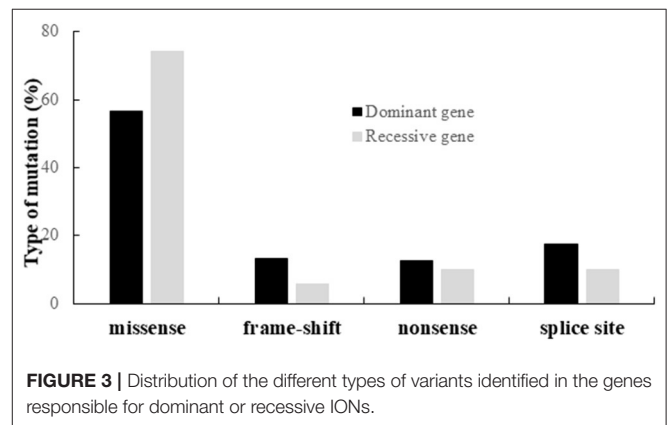 80
60
40
20
0
Type of mutation (%)
Dominant gene
Recessive gene
missense
frame-shift
nonsense
splice site
FIGURE 3 | Distribution of the different types of variants identified in the genes
responsible for dominant or recessive IONs.